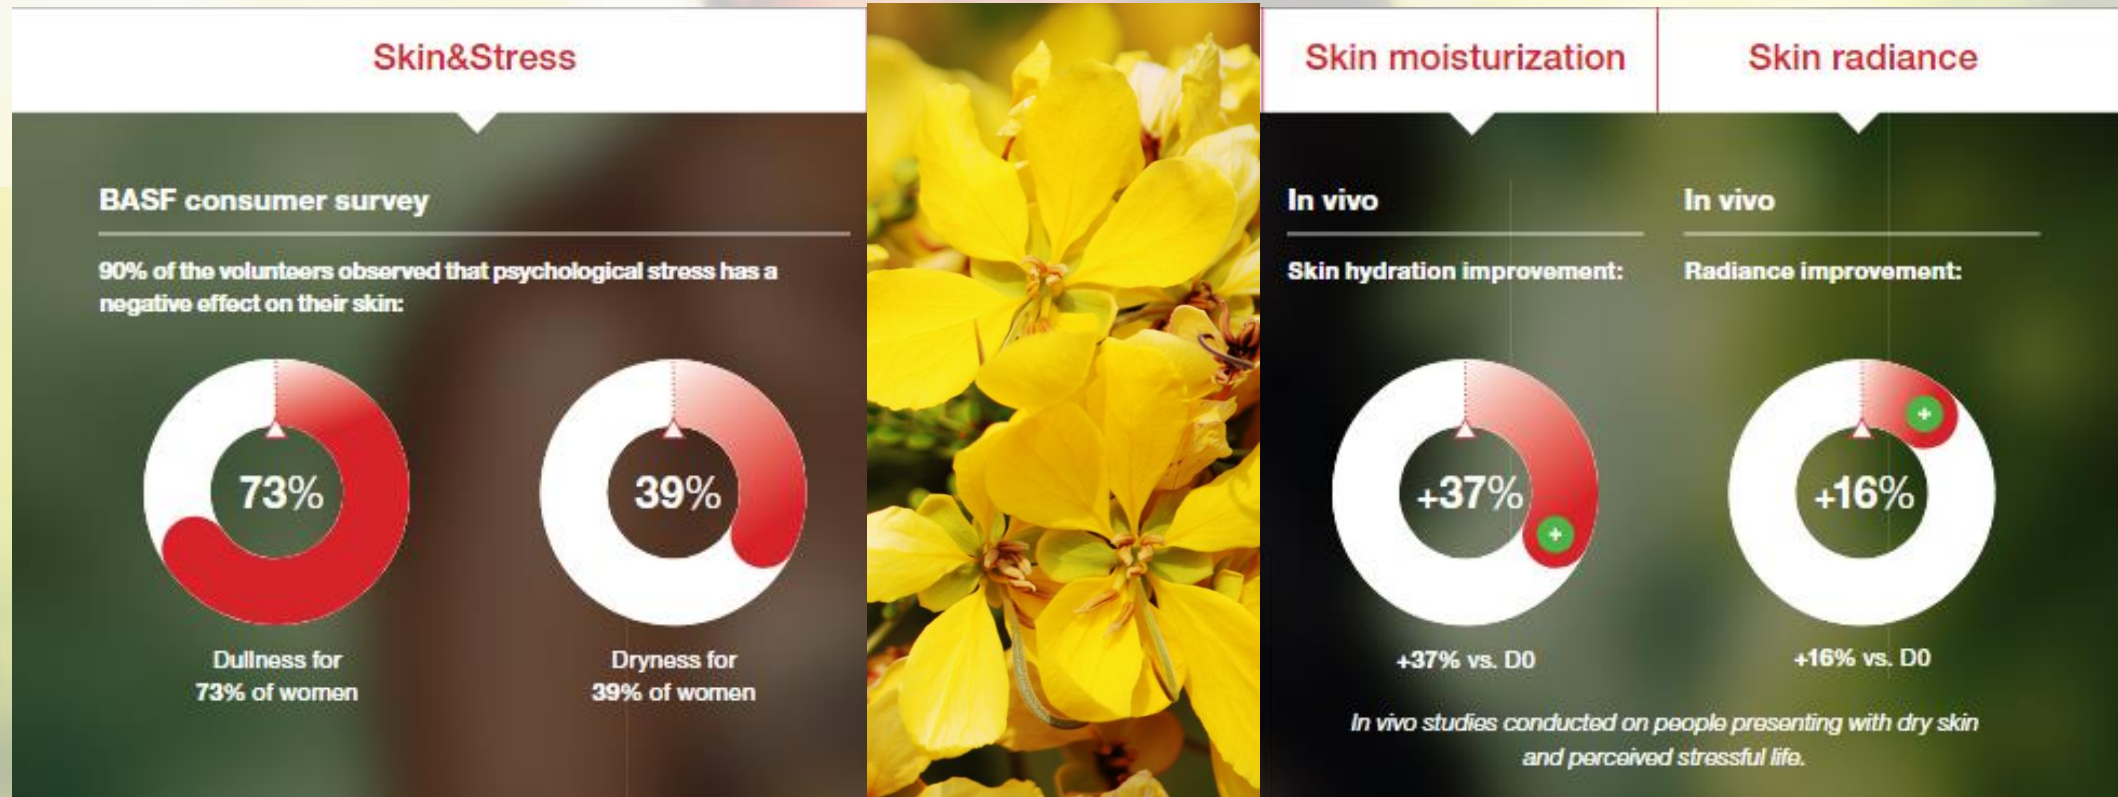 Skin&Stress
BASF consumer survey
90% of the volunteers observed that psychological stress has a
negative effect on their skin:
73%
Dullness for
73% of women
39%
Dryness for
39% of women
Skin moisturization
In vivo
Skin hydration improvement:
+37%
+37% vs. D0
Skin radiance
In vivo
Radiance improvement:
+16%
+16% vs. D0
In vivo studies conducted on people presenting with dry skin
and perceived stressful life.